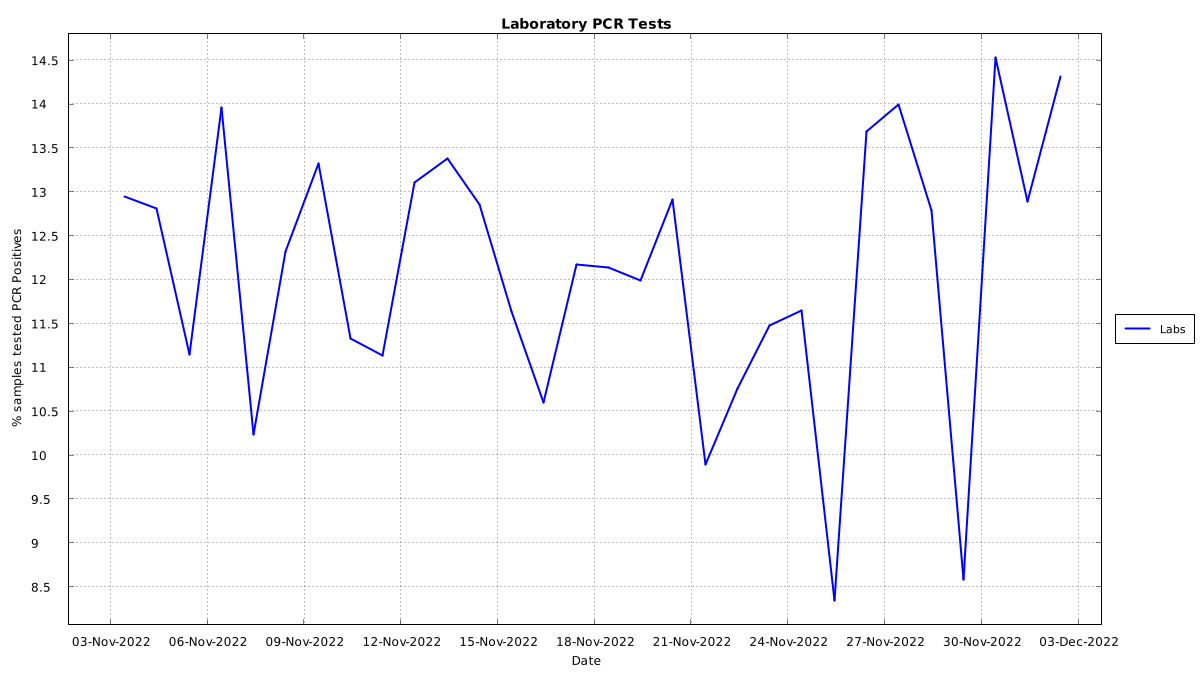 Laboratory PCR Tests
14.5
14
13.5
13
12.5
12
11.5
11
10.5
10
9.5
9
8.5
% samples tested PCR Positives
03-Nov-2022 06-Nov-2022 09-Nov-2022 12-Nov-2022 15-Nov-2022 18-Nov-2022 21-Nov-2022 24-Nov-2022 27-Nov-2022 30-Nov-2022 03-Dec-2022
Date
Labs